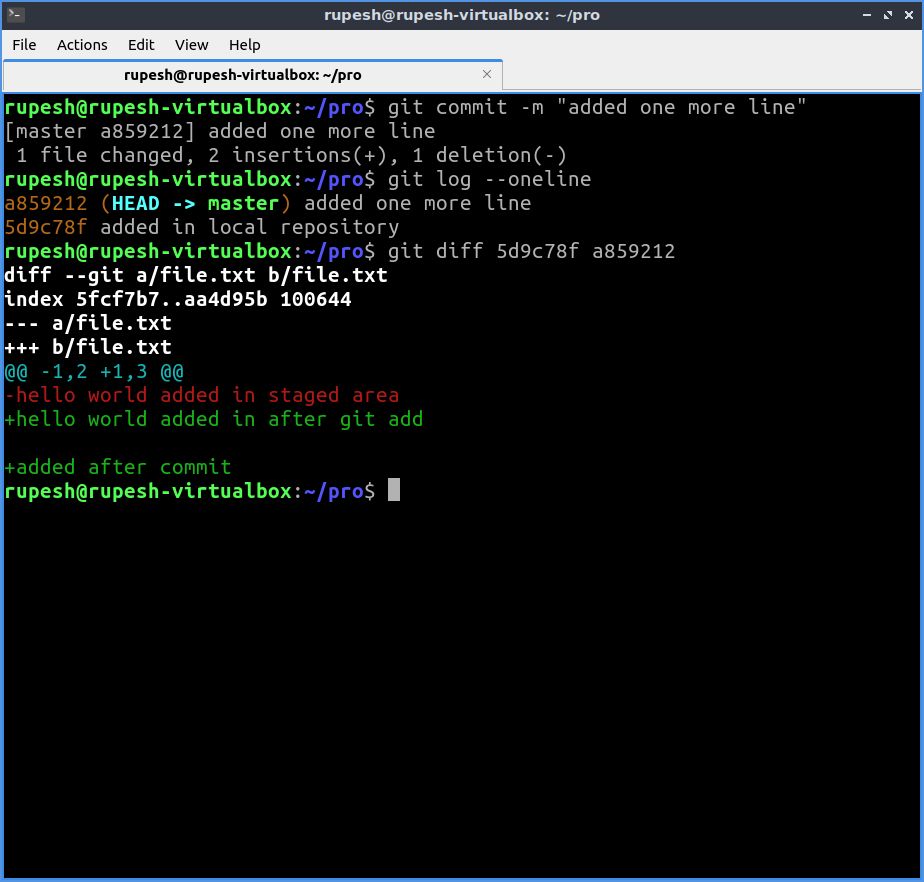 rupesh@rupesh-virtualbox: ~/pro
File Actions Edit View Help
rupesh@rupesh-virtualbox: ~/pro
rupesh@rupesh-virtualbox:~/pro$ git commit -m "added one more line"
[master a859212] added one more line
 1 file changed, 2 insertions(+), 1 deletion(-)
rupesh@rupesh-virtualbox:~/pro$ git log --oneline
a859212 (HEAD -> master) added one more line
5d9c78f added in local repository
rupesh@rupesh-virtualbox:~/pro$ git diff 5d9c78f a859212
diff --git a/file.txt b/file.txt
index 5fcf7b7..aa4d95b 100644
--- a/file.txt
+++ b/file.txt
@@ -1,2 +1,3 @@
-hello world added in staged area
+hello world added in after git add

+added after commit
rupesh@rupesh-virtualbox:~/pro$